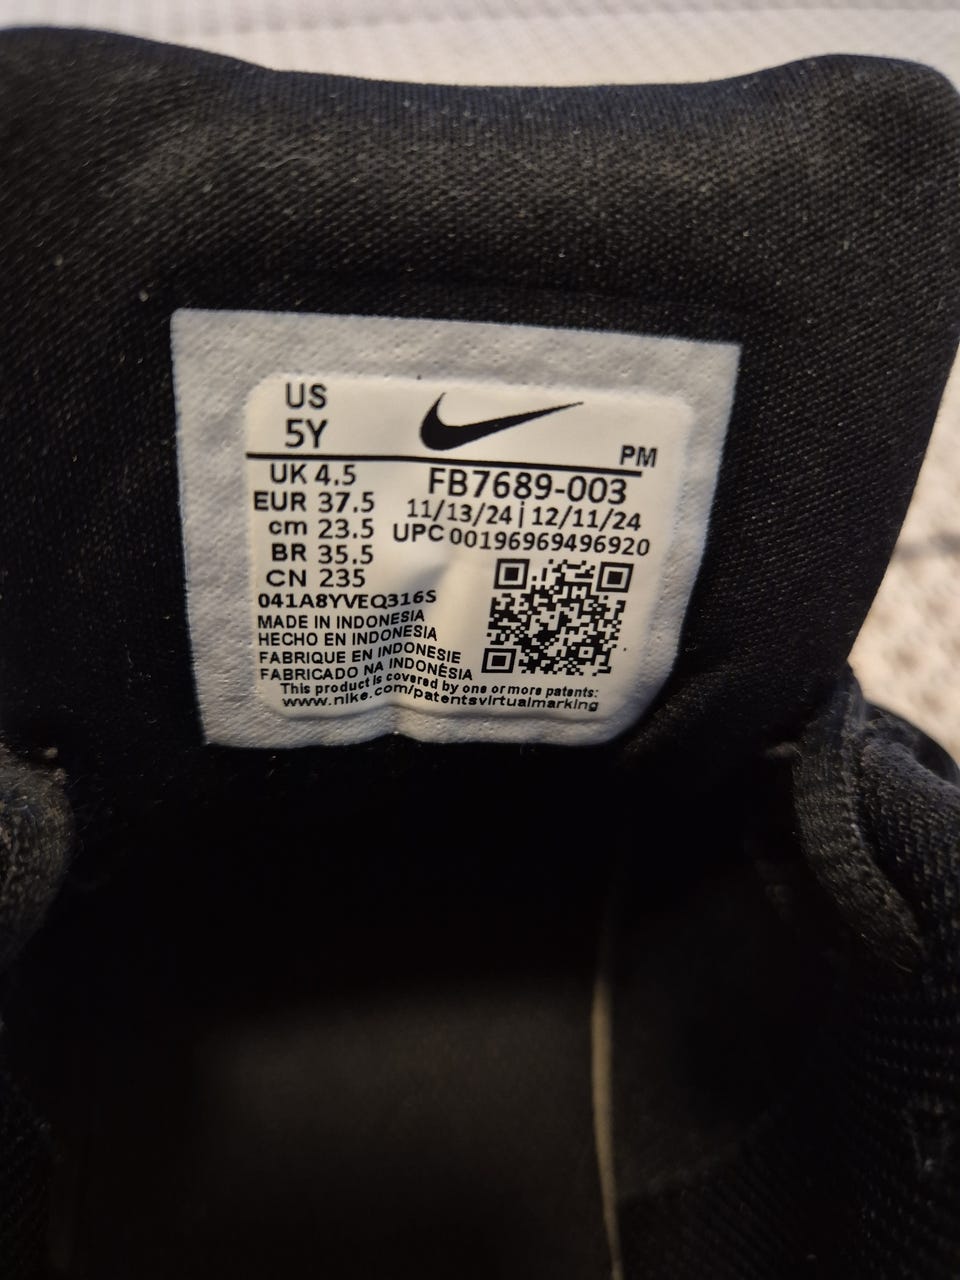 US
5Y
PM
UK 4.5
EUR 37.5
cm 23.5
BR 35.5
CN 235
FB7689-003
11/13/24 | 12/11/24
UPC 00196969496920
041A8YVEQ316S
MADE IN INDONESIA
HECHO EN INDONESIA
FABRIQUE EN INDONESIE
FABRICADO NA INDONÉSIA
This product is covered by one or more patents:
www.nike.com/patentsvirtualmarking